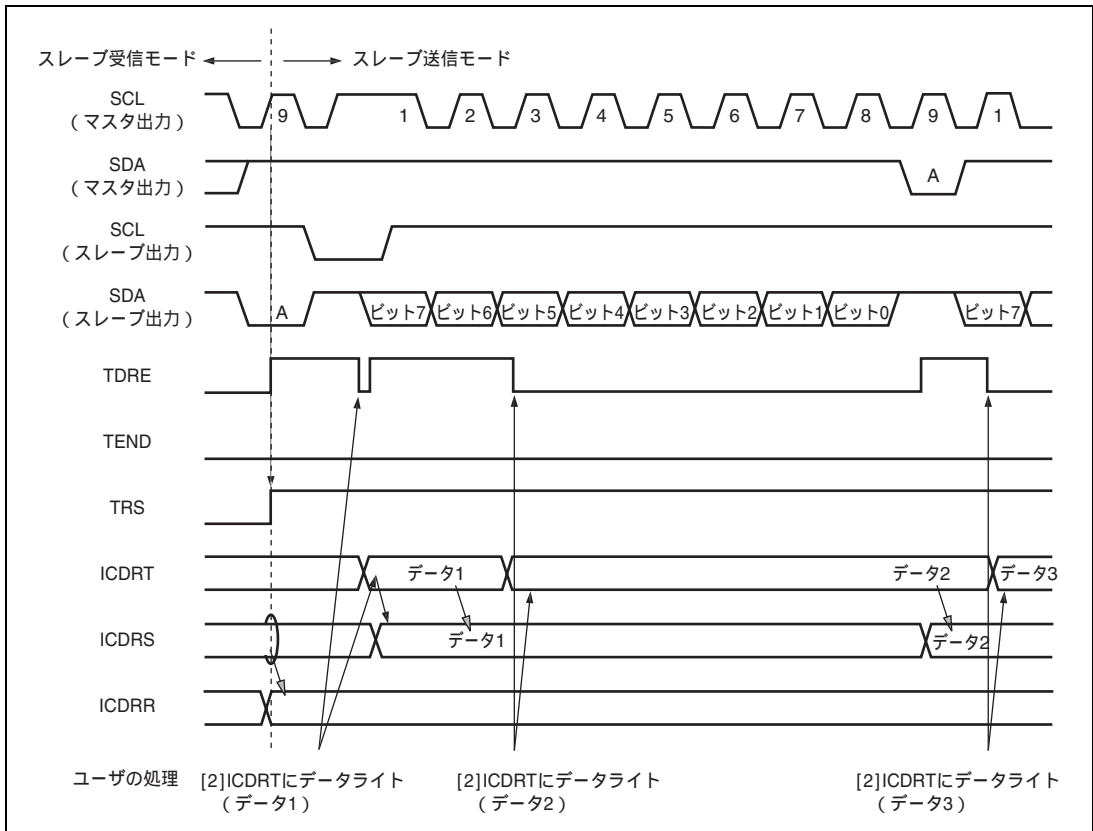 スレーブ受信モード スレーブ送信モード
SCL
(マスタ出力)
9 1 2 3 4 5 6 7 8 9 1
SDA
(マスタ出力)
A
SCL
(スレーブ出力)
SDA
(スレーブ出力)
A ビット7 ビット6 ビット5 ビット4 ビット3 ビット2 ビット1 ビット0 ビット7
TDRE
TEND
TRS
ICDRT
データ1 データ2 データ3
ICDRS
データ1 データ2
ICDRR
ユーザの処理 [2]ICDRTにデータライト [2]ICDRTにデータライト [2]ICDRTにデータライト
(データ1) (データ2) (データ3)